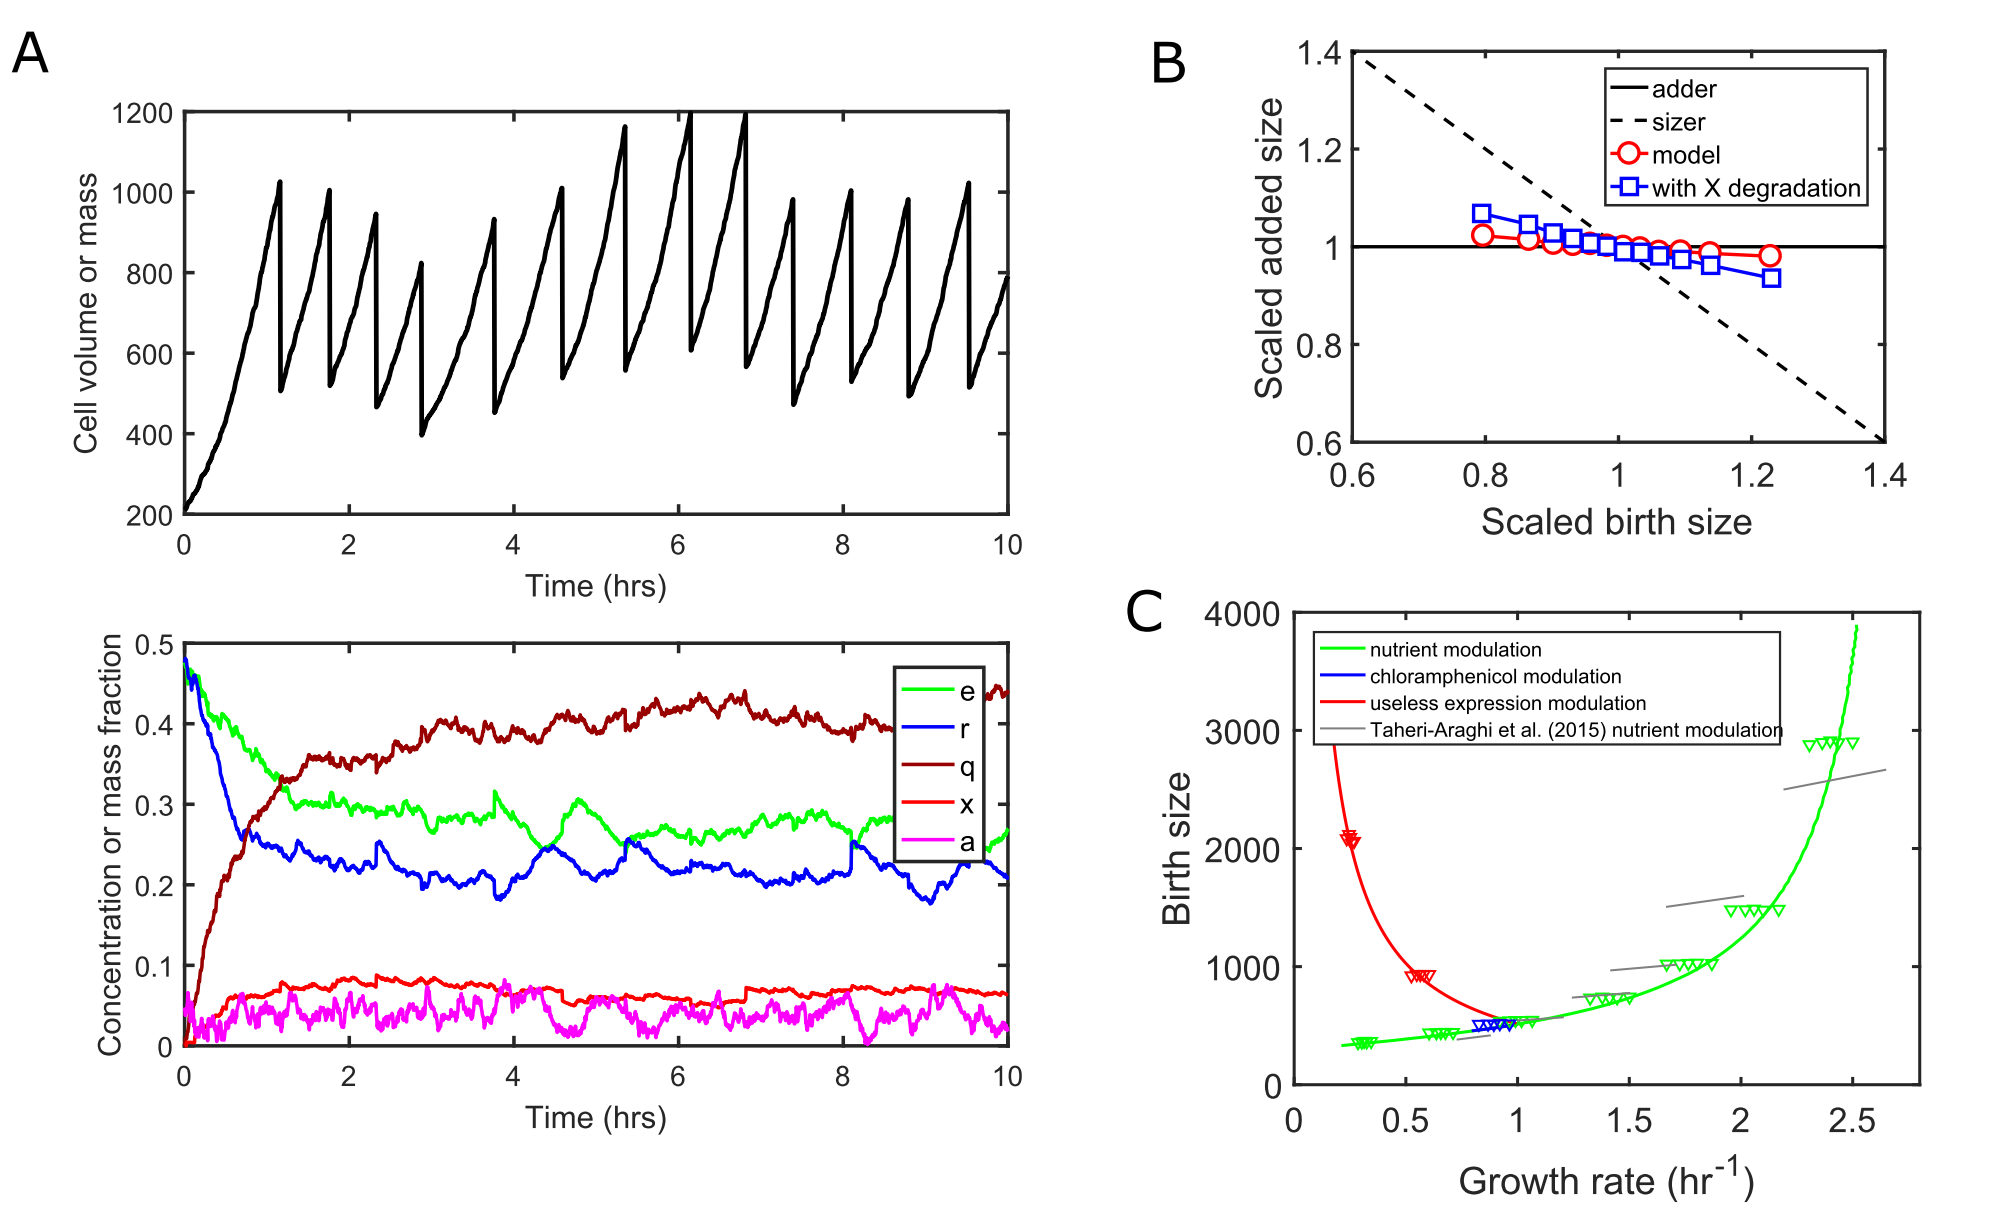 A
1200
1000
800
600
400
200
0 2 4 6 8 10
Cell volume or mass
Time (hrs)
0.5
0.4
0.3
0.2
0.1
0
0 2 4 6 8 10
Concentration or mass fraction
Time (hrs)
e
r
q
x
a
B
1.4
1.2
1
0.8
0.6
0.6 0.8 1 1.2 1.4
Scaled added size
Scaled birth size
adder
sizer
model
with X degradation
C
4000
3000
2000
1000
0
0 0.5 1 1.5 2 2.5
Birth size
Growth rate (hr-1)
nutrient modulation
chloramphenicol modulation
useless expression modulation
Taheri-Araghi et al. (2015) nutrient modulation